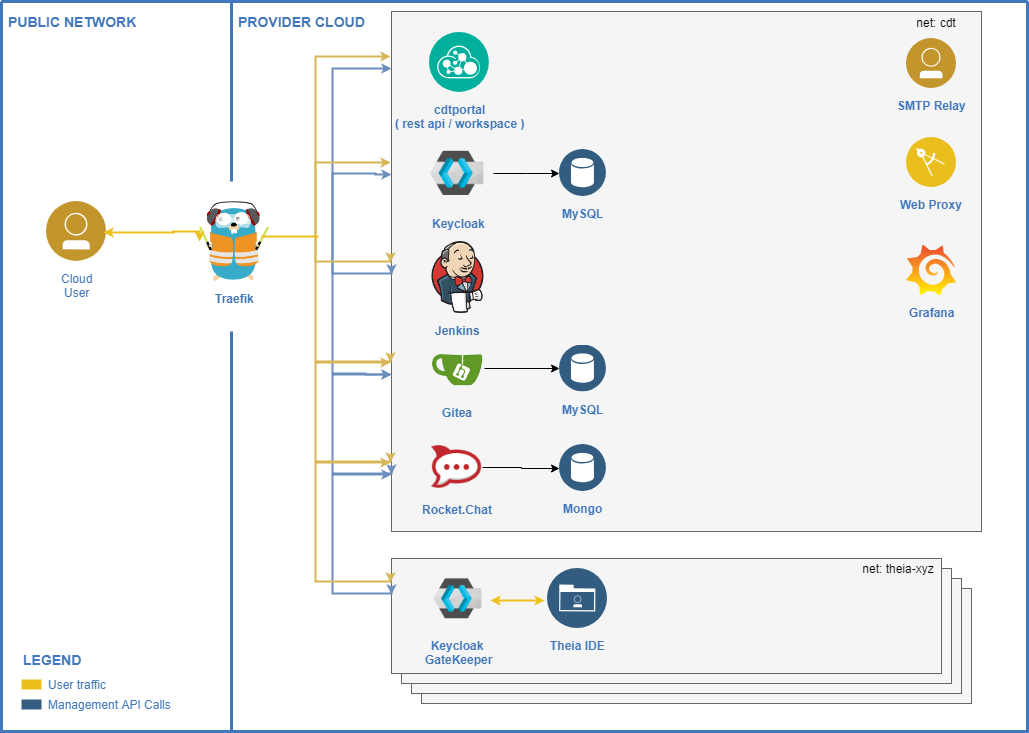 PUBLIC NETWORK
PROVIDER CLOUD
net: cdt
cdtportal
( rest api / workspace )
SMTP Relay
Keycloak
MySQL
Web Proxy
Cloud
User
Traefik
Jenkins
Grafana
Gitea
MySQL
Rocket.Chat
Mongo
net: theia-xyz
Keycloak
GateKeeper
Theia IDE
LEGEND
User traffic
Management API Calls